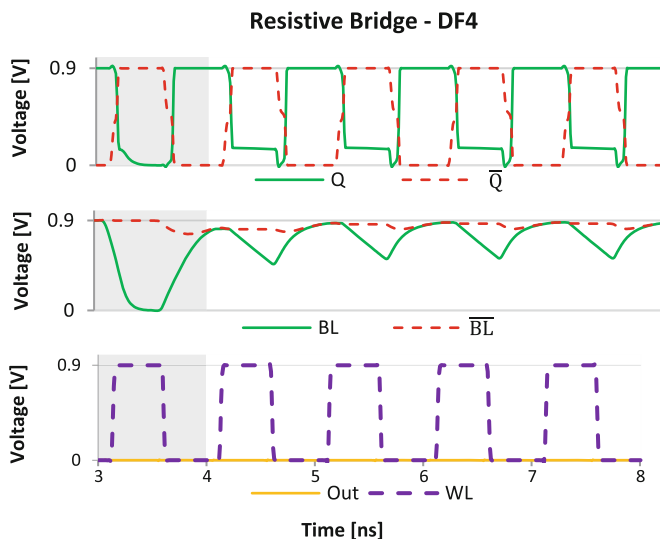 Resistive Bridge - DF4
Voltage [V]
0.9
0
Q
Q̅
Voltage [V]
0.9
0
BL
B̅L̅
Voltage [V]
0.9
0
3 4 5 6 7 8
Out WL
Time [ns]